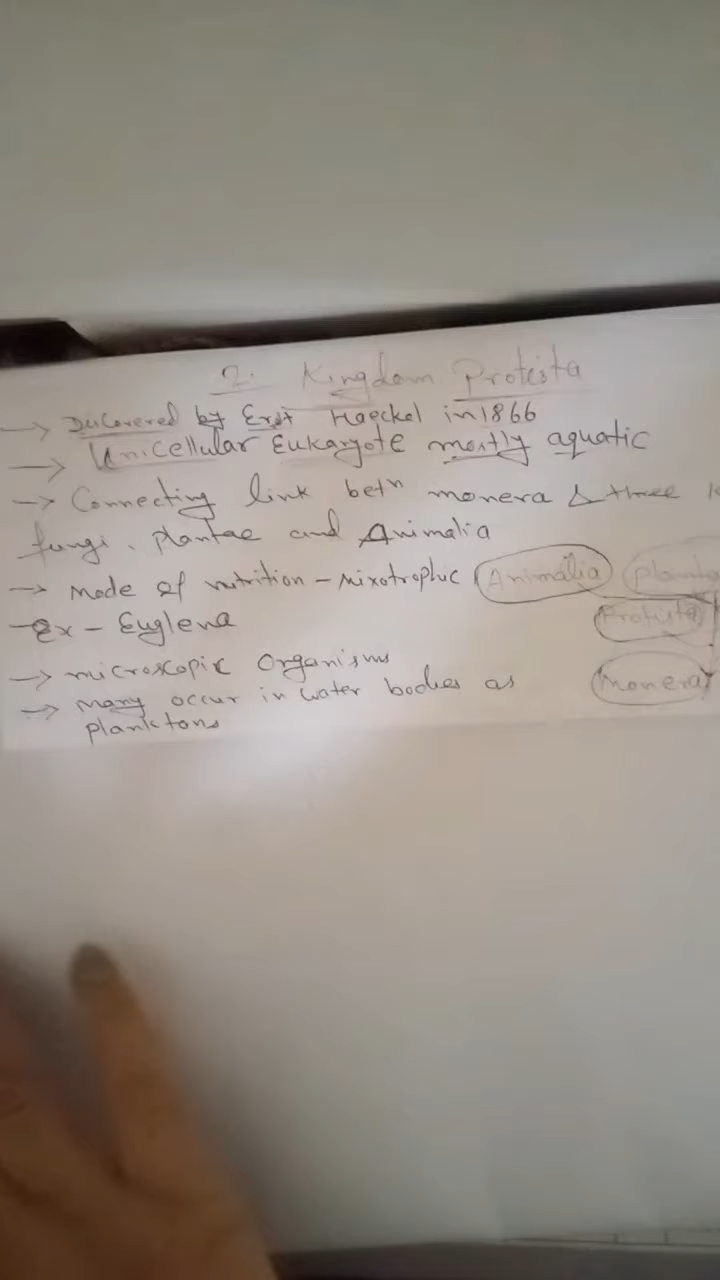 2. Kingdom Protista
→ Discovered by Erst Haeckel in 1866
→ Unicellular Eukaryote mostly aquatic
→ Connecting link betⁿ monera & three
fungi, plantae and Animalia
→ Mode of nutrition - Mixotrophic Animalia
Ex - Euglena Protista
→ microscopic Organisms
→ many occur in water bodies as Monera
planktons